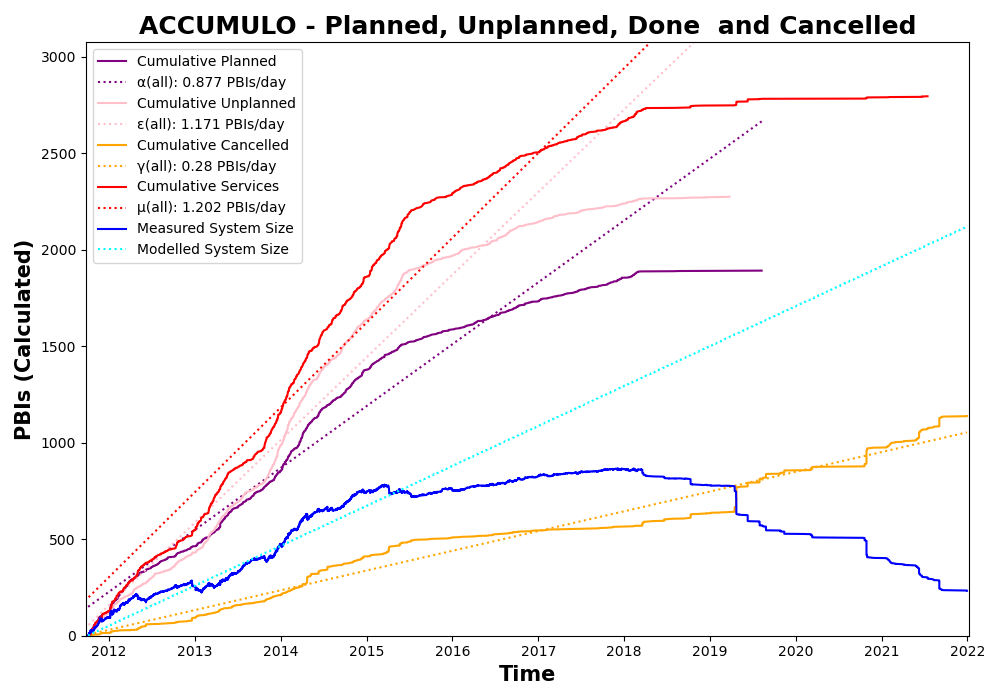 ACCUMULO - Planned, Unplanned, Done  and Cancelled
PBIs (Calculated)
3000
2500
2000
1500
1000
500
0
Cumulative Planned
α(all): 0.877 PBIs/day
Cumulative Unplanned
ε(all): 1.171 PBIs/day
Cumulative Cancelled
γ(all): 0.28 PBIs/day
Cumulative Services
μ(all): 1.202 PBIs/day
Measured System Size
Modelled System Size
2012 2013 2014 2015 2016 2017 2018 2019 2020 2021 2022
Time